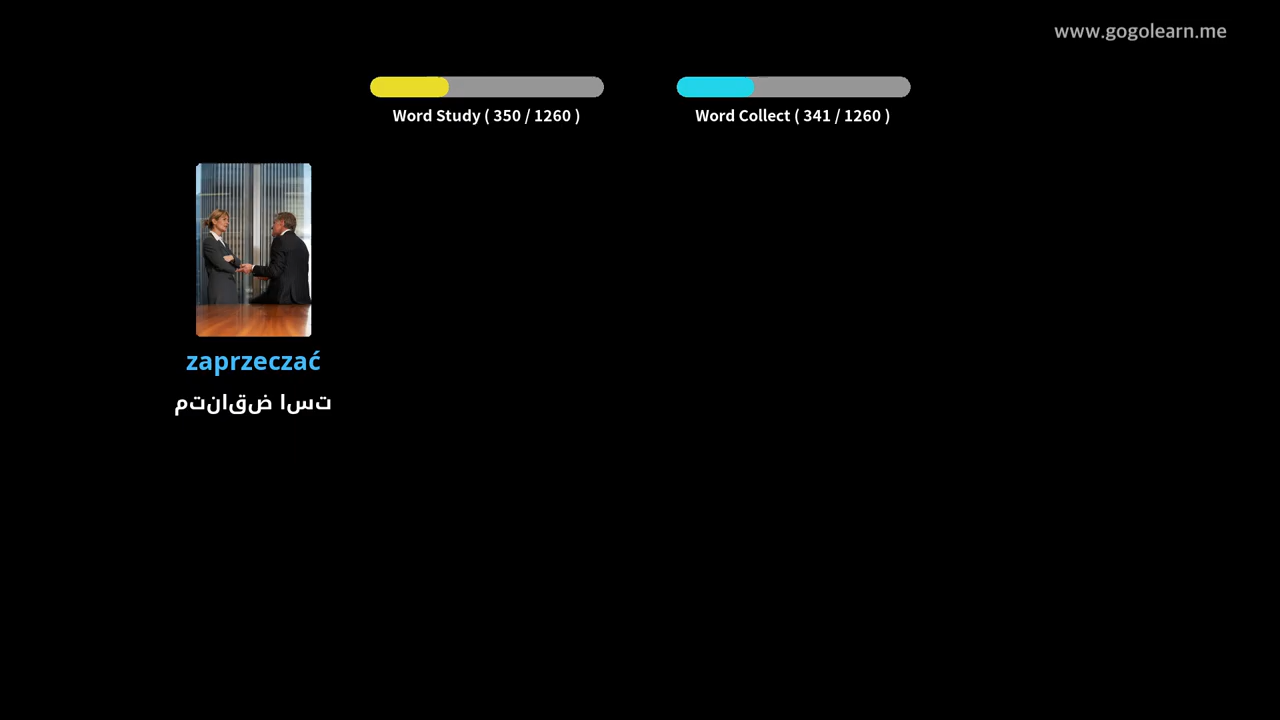 www.gogolearn.me
Word Study ( 350 / 1260 )
Word Collect ( 341 / 1260 )
zaprzeczać
متناقض است